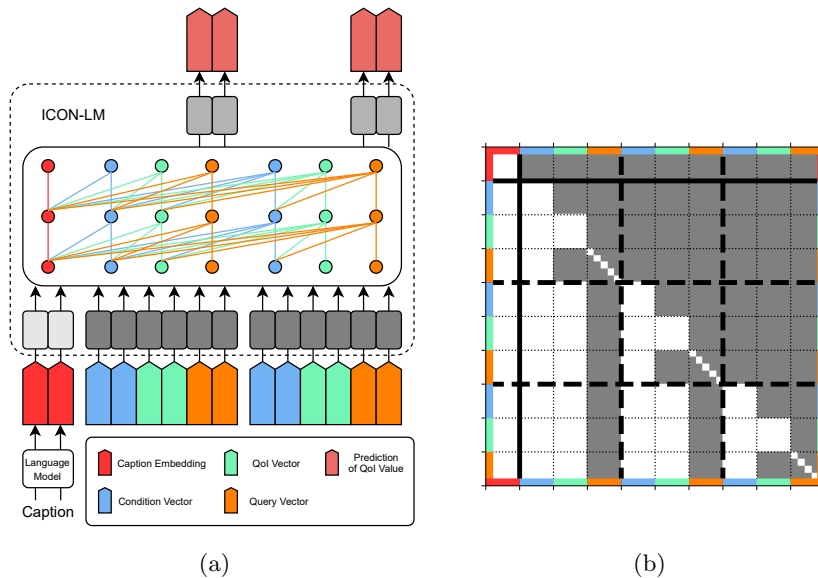 ICON-LM
Language
Model
Caption
Caption Embedding
QoI Vector
Prediction
of QoI Value
Condition Vector
Query Vector
(a)
(b)